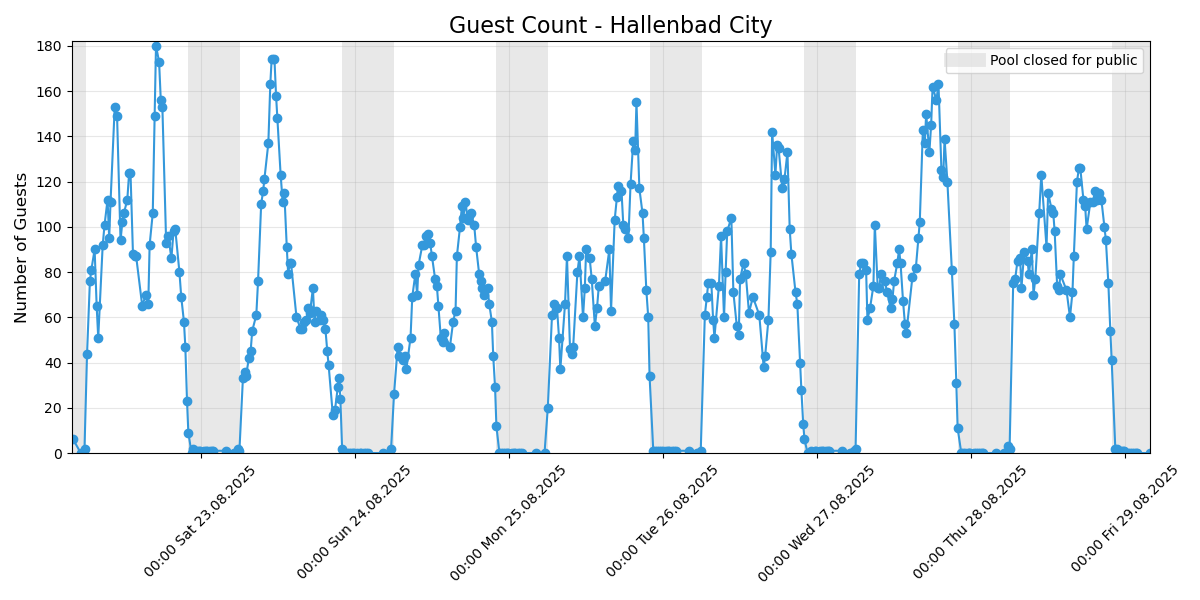 Guest Count - Hallenbad City
Pool closed for public
Number of Guests
180
160
140
120
100
80
60
40
20
0
00:00 Sat 23.08.2025
00:00 Sun 24.08.2025
00:00 Mon 25.08.2025
00:00 Tue 26.08.2025
00:00 Wed 27.08.2025
00:00 Thu 28.08.2025
00:00 Fri 29.08.2025